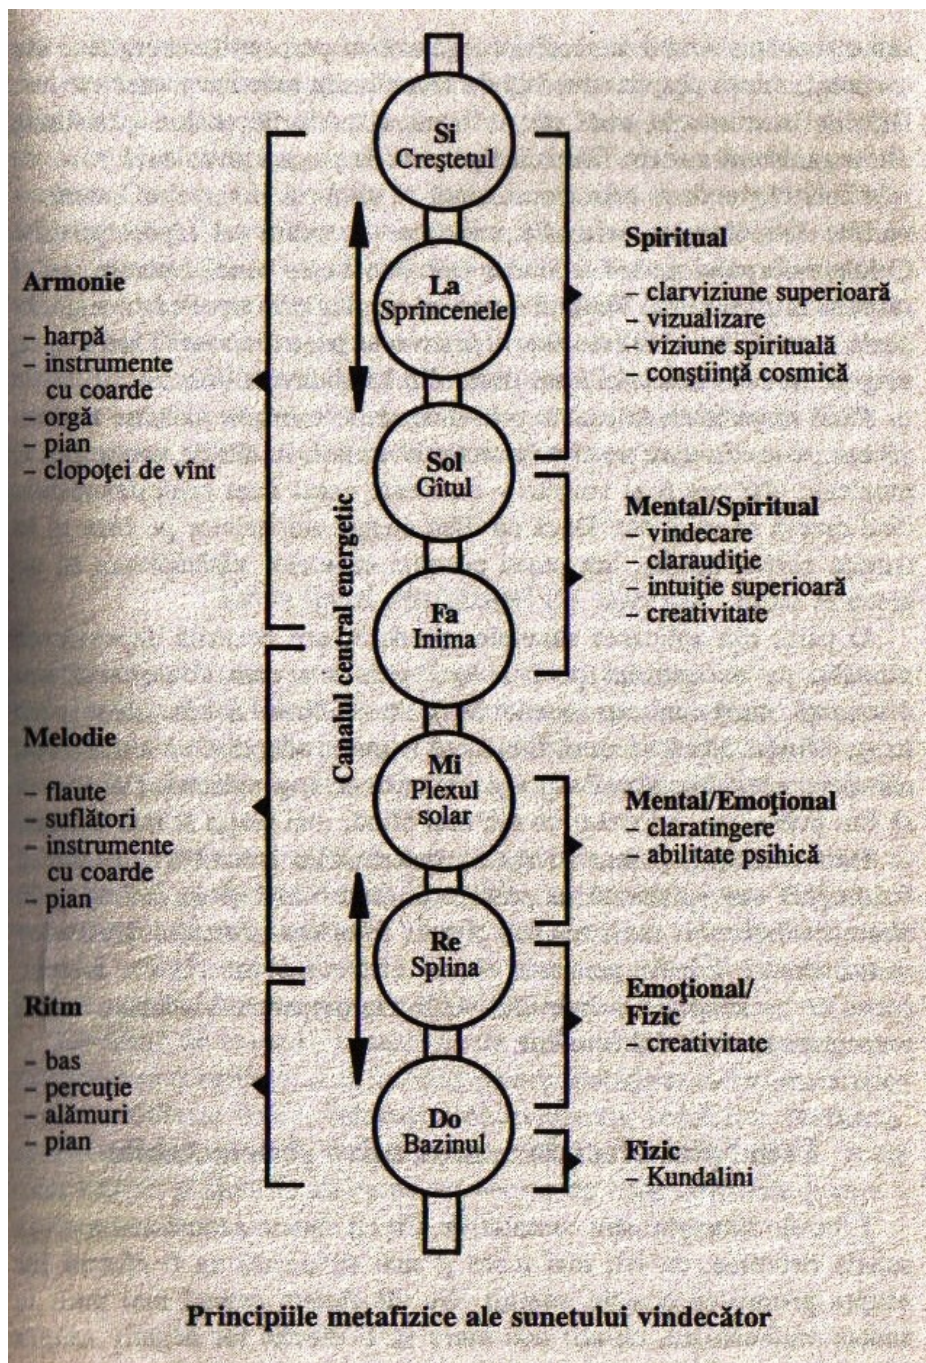 Si
Creştetul
La
Sprîncenele
Sol
Gîtul
Fa
Inima
Mi
Plexul
solar
Re
Splina
Do
Bazinul
Canalul central energetic
Armonie
– harpă
– instrumente
cu coarde
– orgă
– pian
– clopoţei de vînt
Melodie
– flaute
– suflători
– instrumente
cu coarde
– pian
Ritm
– bas
– percuţie
– alămuri
– pian
Spiritual
– clarviziune superioară
– vizualizare
– viziune spirituală
– conştiinţă cosmică
Mental/Spiritual
– vindecare
– claraudiţie
– intuiţie superioară
– creativitate
Mental/Emoţional
– claratingere
– abilitate psihică
Emoţional/
Fizic
– creativitate
Fizic
– Kundalini
Principiile metafizice ale sunetului vindecător